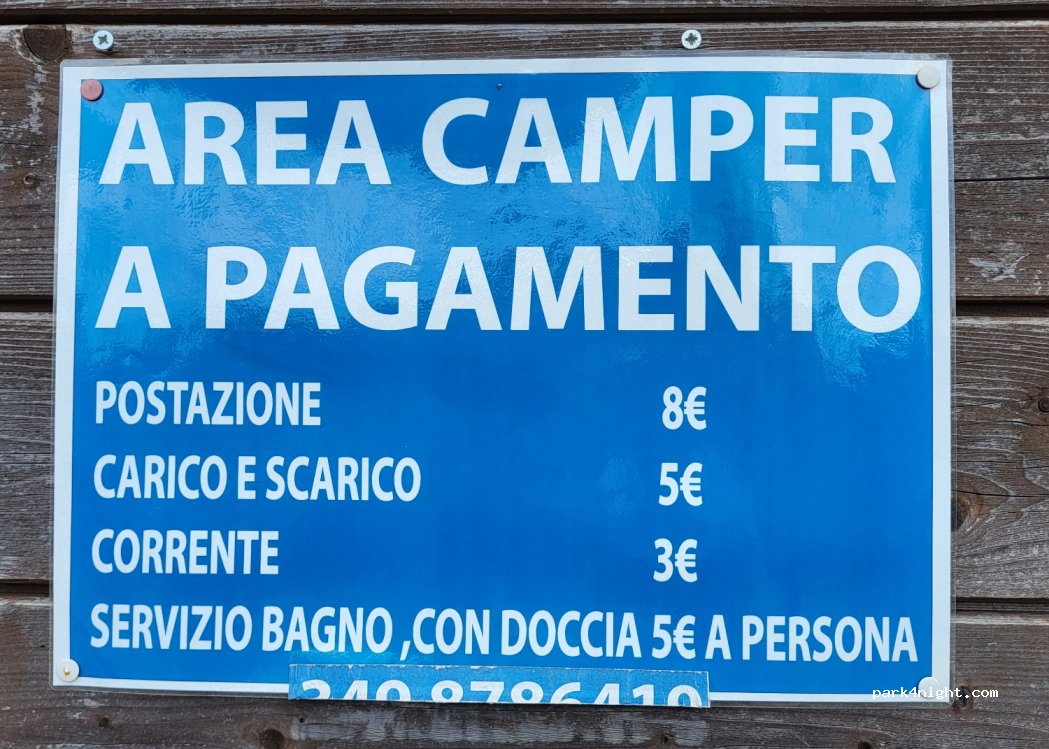 AREA CAMPER
A PAGAMENTO
POSTAZIONE 8€
CARICO E SCARICO 5€
CORRENTE 3€
SERVIZIO BAGNO ,CON DOCCIA 5€ A PERSONA
park4night.com